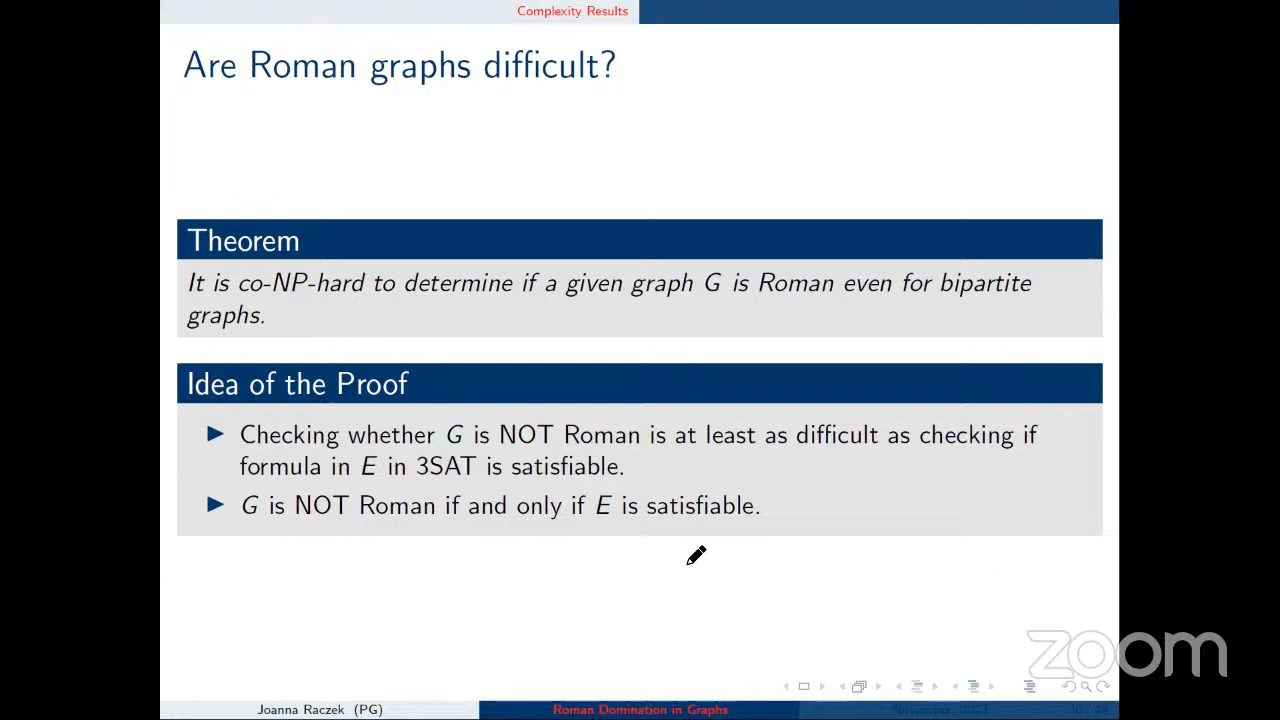 Complexity Results
Are Roman graphs difficult?
Theorem
It is co-NP-hard to determine if a given graph G is Roman even for bipartite
graphs.
Idea of the Proof
Checking whether G is NOT Roman is at least as difficult as checking if
formula in E in 3SAT is satisfiable.
G is NOT Roman if and only if E is satisfiable.
zoom
Joanna Raczek (PG)
Roman Domination in Graphs